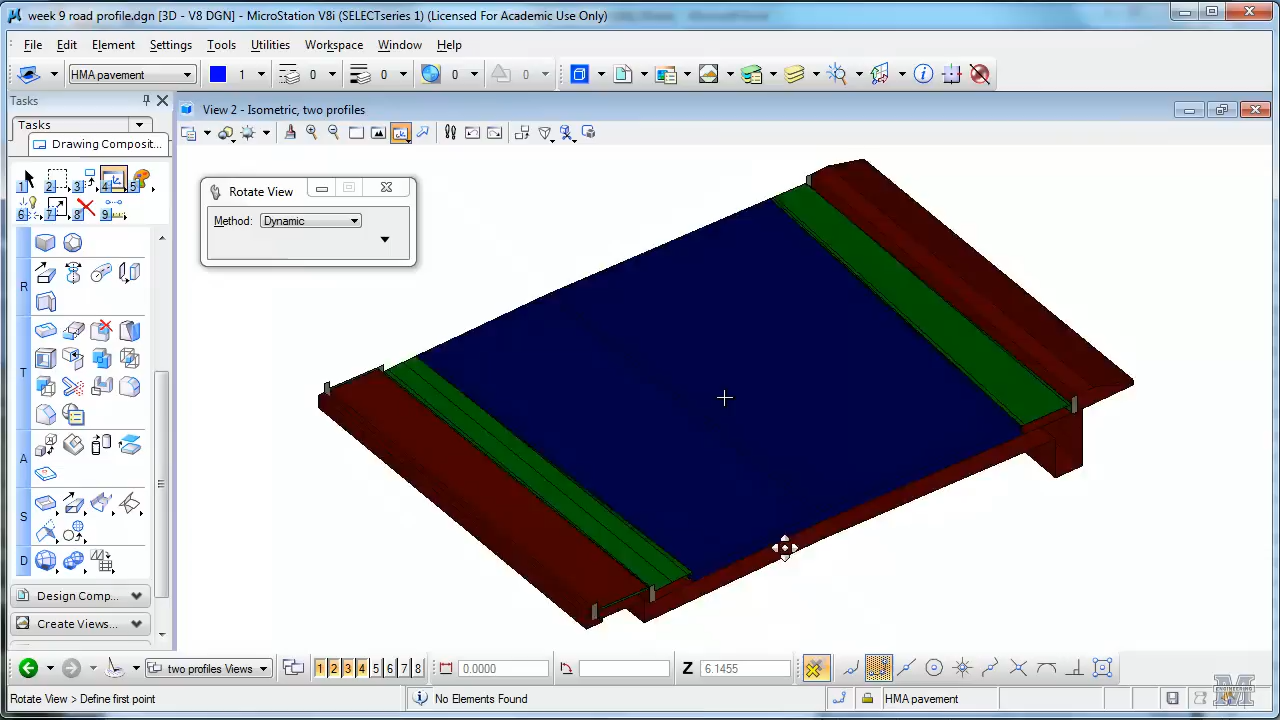 week 9 road profile.dgn [3D - V8 DGN] - MicroStation V8i (SELECTseries 1) (Licensed For Academic Use Only)
File Edit Element Settings Tools Utilities Workspace Window Help
HMA pavement 1 0 0 0 0
Tasks
View 2 - Isometric, two profiles
Tasks
Drawing Composit...
1 2 3 4 5
6 7 8 9
Rotate View
Method: Dynamic
R
T
A
S
D
Design Comp...
Create Views...
two profiles Views 1 2 3 4 5 6 7 8 0.0000 Z 6.1455
Rotate View > Define first point No Elements Found HMA pavement
M
ENGINEERING